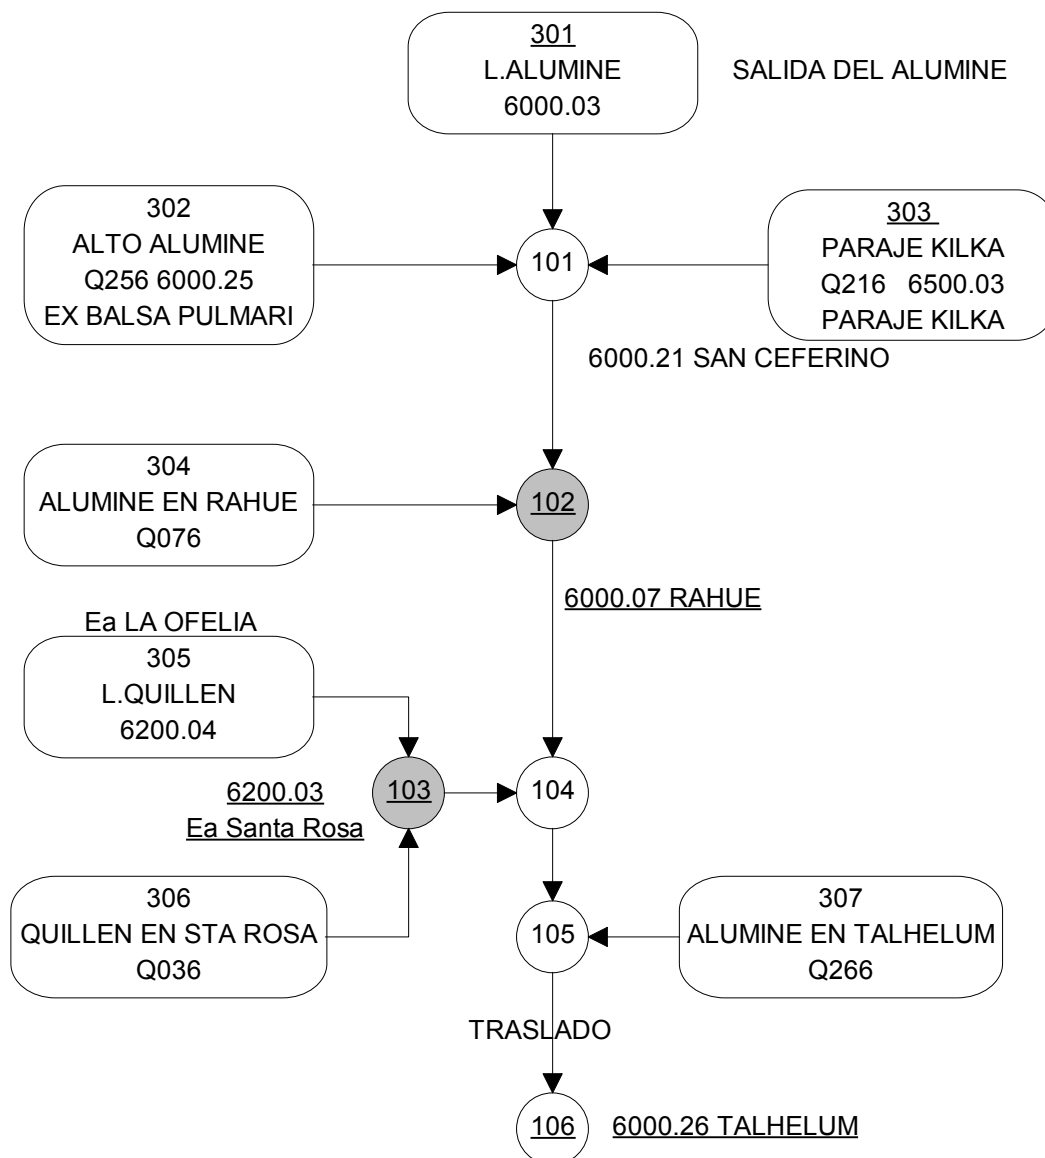 301
L.ALUMINE
6000.03
SALIDA DEL ALUMINE
302
ALTO ALUMINE
Q256 6000.25
EX BALSA PULMARI
101
303
PARAJE KILKA
Q216 6500.03
PARAJE KILKA
6000.21 SAN CEFERINO
304
ALUMINE EN RAHUE
Q076
102
6000.07 RAHUE
Ea LA OFELIA
305
L.QUILLEN
6200.04
6200.03
Ea Santa Rosa
103
104
306
QUILLEN EN STA ROSA
Q036
105
307
ALUMINE EN TALHELUM
Q266
TRASLADO
106
6000.26 TALHELUM